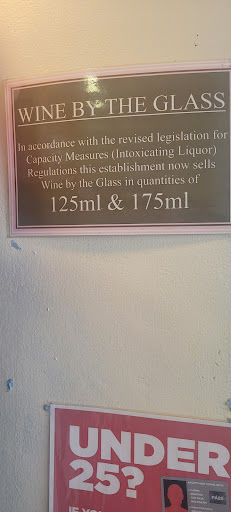 WINE BY THE GLASS
In accordance with the revised legislation for
Capacity Measures (Intoxicating Liquor)
Regulations this establishment now sells
Wine by the Glass in quantities of
125ml & 175ml
UNDER
25?
PASS